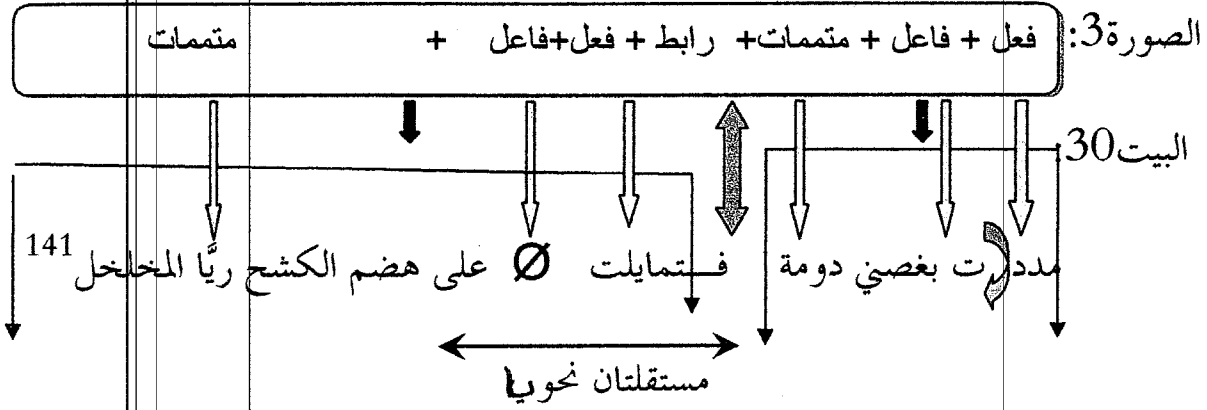 الصورة3: فعل + فاعل + متممات+ رابط + فعل+فاعل + متممات
البيت30:
مددت بغصني دومة فـتمايلت Ø على هضم الكشح ريَّا المخلخل 141
مستقلتان نحويا